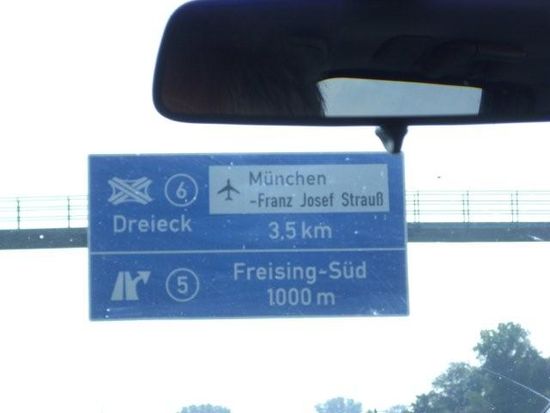 6
München
-Franz Josef Strauß
Dreieck 3,5 km
5
Freising-Süd
1000 m